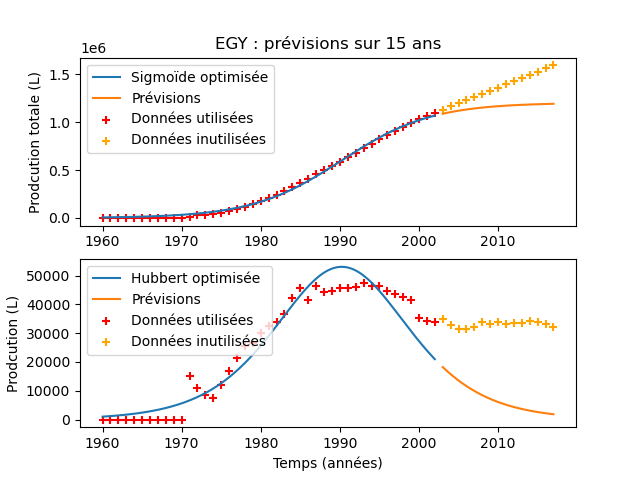 EGY : prévisions sur 15 ans
1e6
Prodcution totale (L)
1.5
1.0
0.5
0.0
Sigmoïde optimisée
Prévisions
Données utilisées
Données inutilisées
1960 1970 1980 1990 2000 2010
Prodcution (L)
50000
40000
30000
20000
10000
0
Hubbert optimisée
Prévisions
Données utilisées
Données inutilisées
1960 1970 1980 1990 2000 2010
Temps (années)